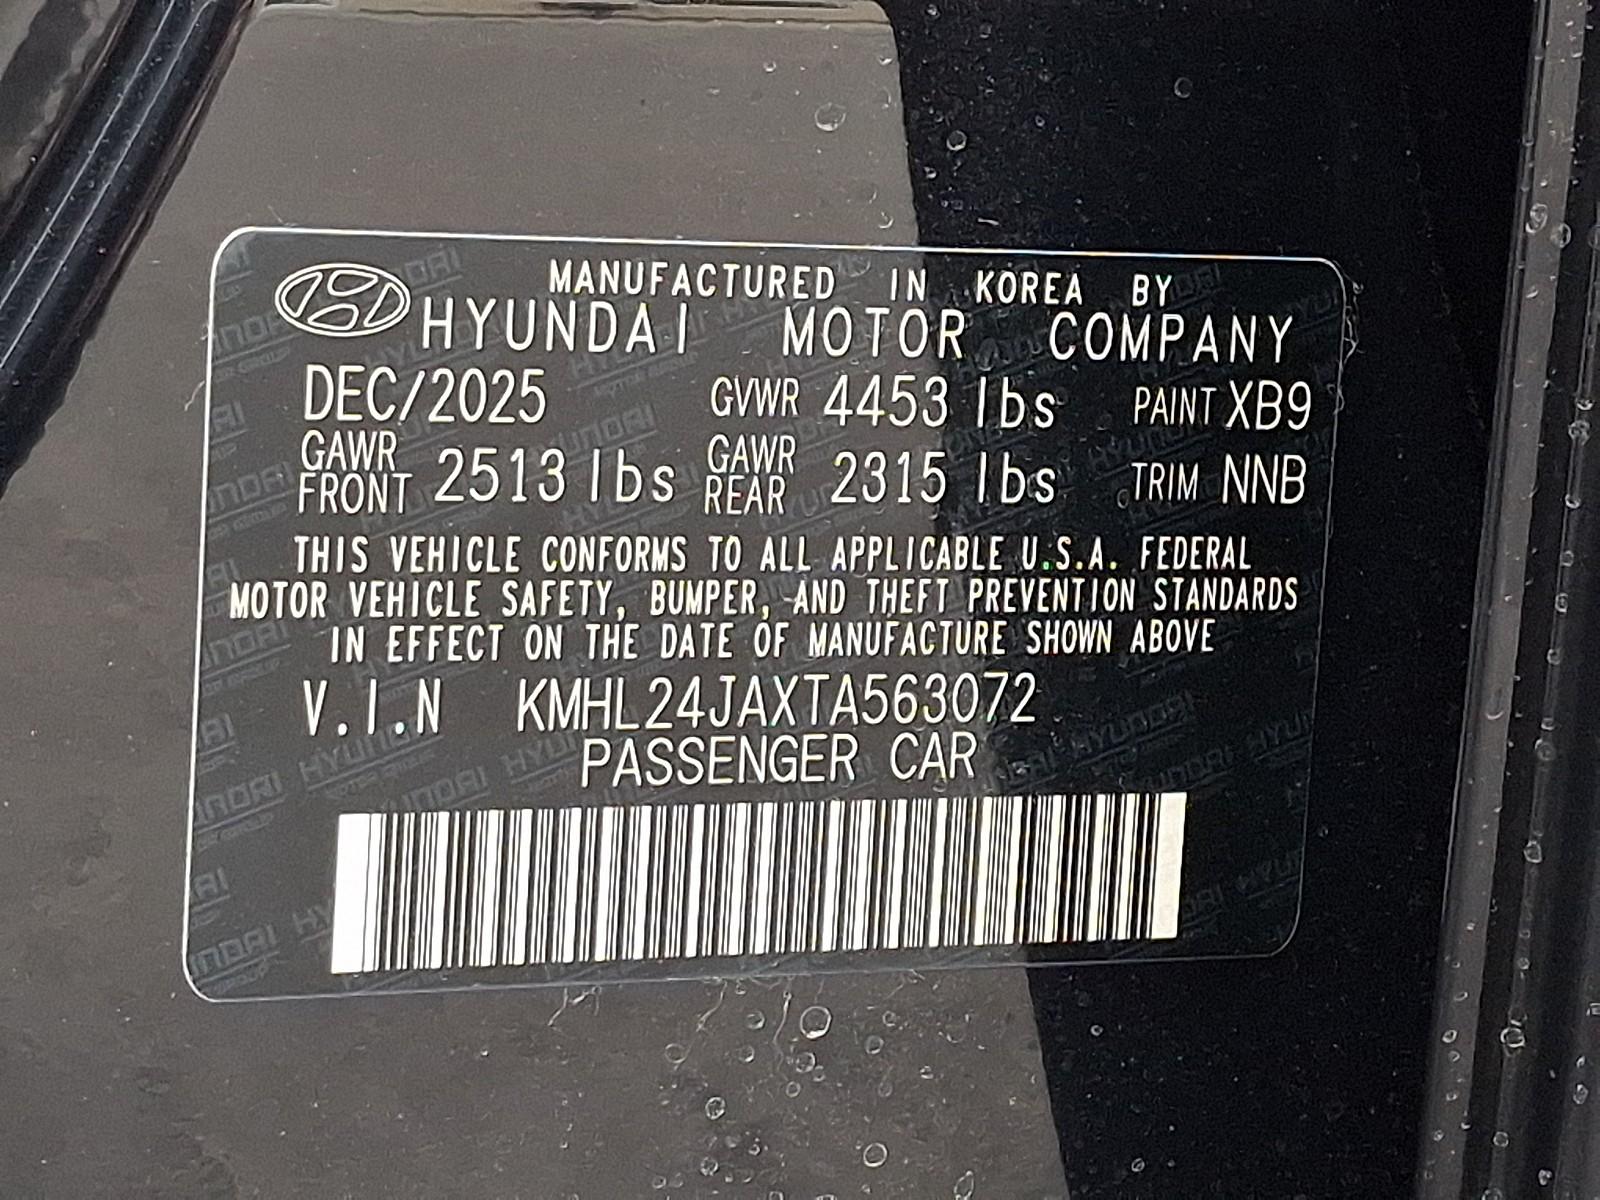 MANUFACTURED IN KOREA BY
HYUNDAI MOTOR COMPANY
DEC/2025 GVWR 4453 lbs PAINT XB9
GAWR FRONT 2513 lbs GAWR REAR 2315 lbs TRIM NNB
THIS VEHICLE CONFORMS TO ALL APPLICABLE U.S.A. FEDERAL
MOTOR VEHICLE SAFETY, BUMPER, AND THEFT PREVENTION STANDARDS
IN EFFECT ON THE DATE OF MANUFACTURE SHOWN ABOVE
V.I.N KMHL24JAXTA563072
PASSENGER CAR